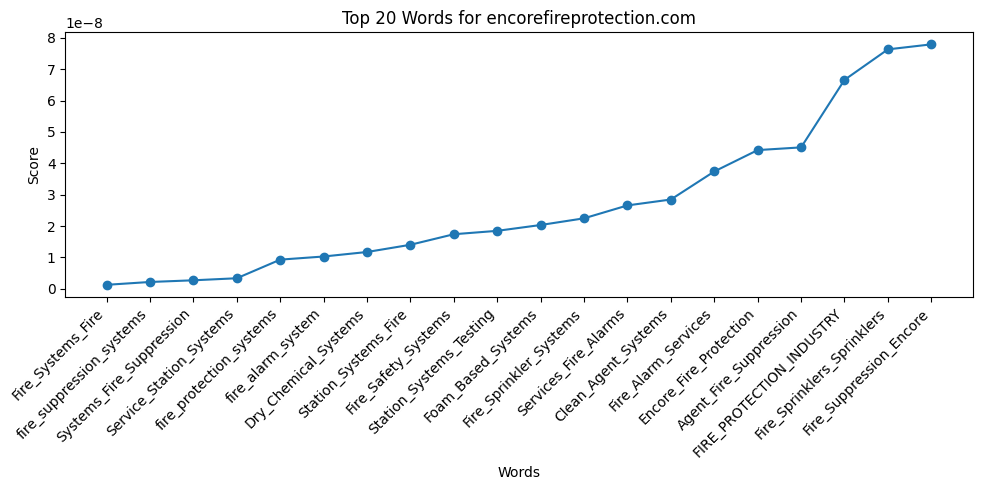 Top 20 Words for encorefireprotection.com
1e−8
8
7
6
5
4
3
2
1
0
Score
Fire_Systems_Fire
fire_suppression_systems
Systems_Fire_Suppression
Service_Station_Systems
fire_protection_systems
fire_alarm_system
Dry_Chemical_Systems
Station_Systems_Fire
Fire_Safety_Systems
Station_Systems_Testing
Foam_Based_Systems
Fire_Sprinkler_Systems
Services_Fire_Alarms
Clean_Agent_Systems
Fire_Alarm_Services
Encore_Fire_Protection
Agent_Fire_Suppression
FIRE_PROTECTION_INDUSTRY
Fire_Sprinklers_Sprinklers
Fire_Suppression_Encore
Words